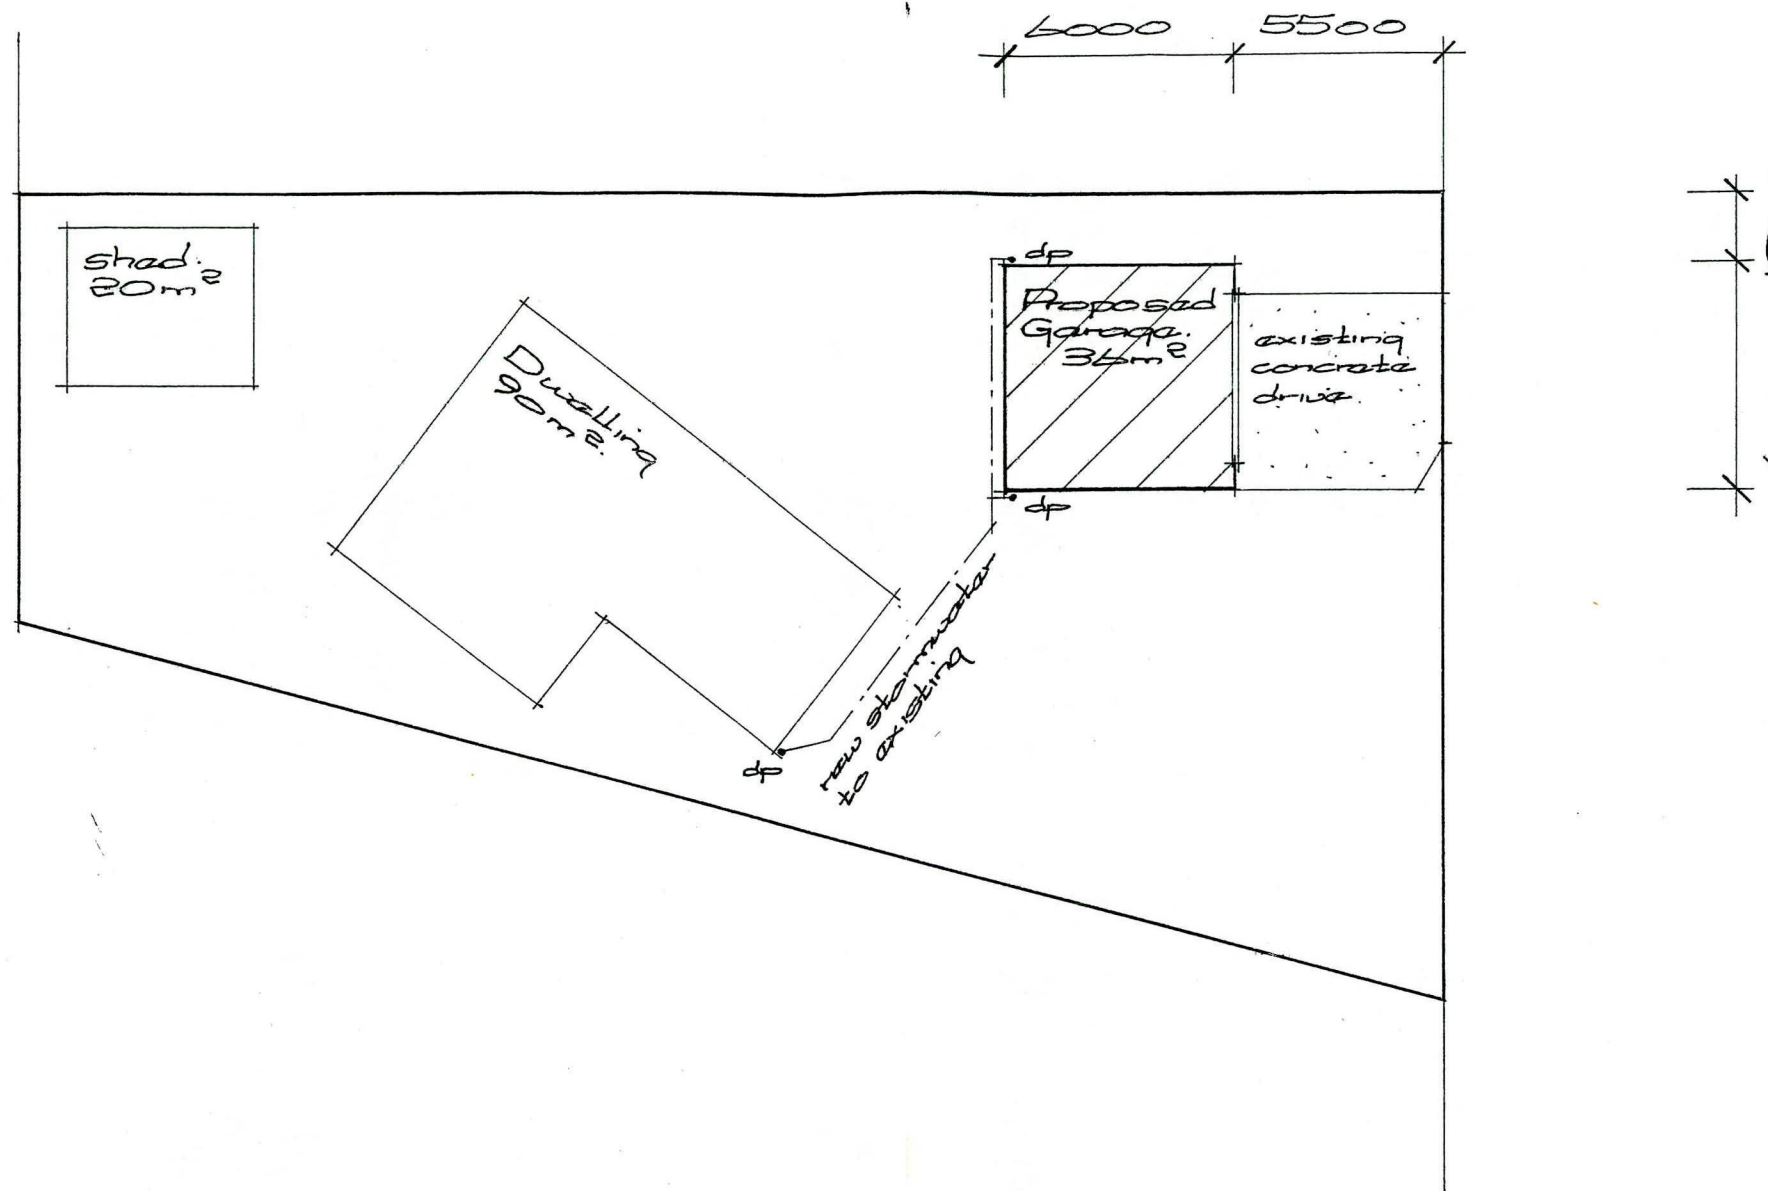 6000 5500
shed.
20m²
dp
Proposed
Garage.
36m²
existing
concrete
drive.
Dwelling
90m².
dp
new stormwater
to existing
dp